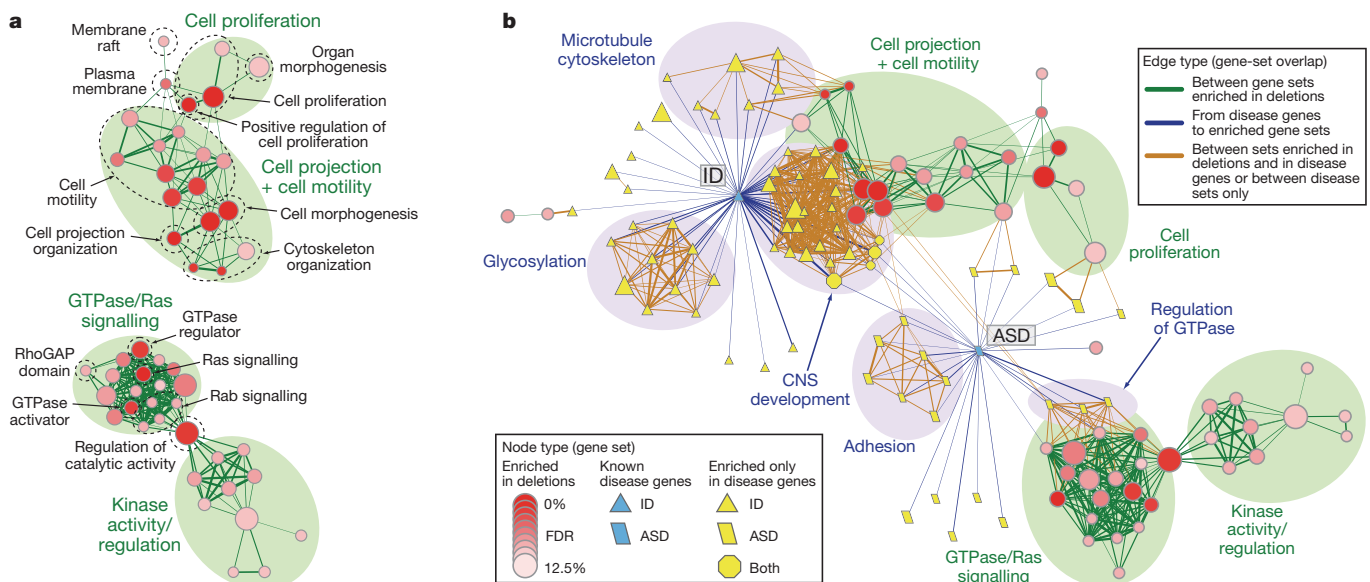 a
Cell proliferation
Membrane
raft
Organ
morphogenesis
Plasma
membrane
Cell proliferation
Positive regulation of
cell proliferation
Cell projection
+ cell motility
Cell
motility
Cell morphogenesis
Cell projection
organization
Cytoskeleton
organization
GTPase/Ras
signalling
GTPase
regulator
RhoGAP
domain
Ras signalling
Rab signalling
GTPase
activator
Regulation of
catalytic activity
Kinase
activity/
regulation
b
Microtubule
cytoskeleton
Cell projection
+ cell motility
ID
Glycosylation
Cell
proliferation
ASD
Regulation
of GTPase
CNS
development
Adhesion
GTPase/Ras
signalling
Kinase
activity/
regulation
Edge type (gene-set overlap)
Between gene sets
enriched in deletions
From disease genes
to enriched gene sets
Between sets enriched in
deletions and in disease
genes or between disease
sets only
Node type (gene set)
Enriched
in deletions
Known
disease genes
Enriched only
in disease genes
0%
FDR
12.5%
ID
ASD
ID
ASD
Both